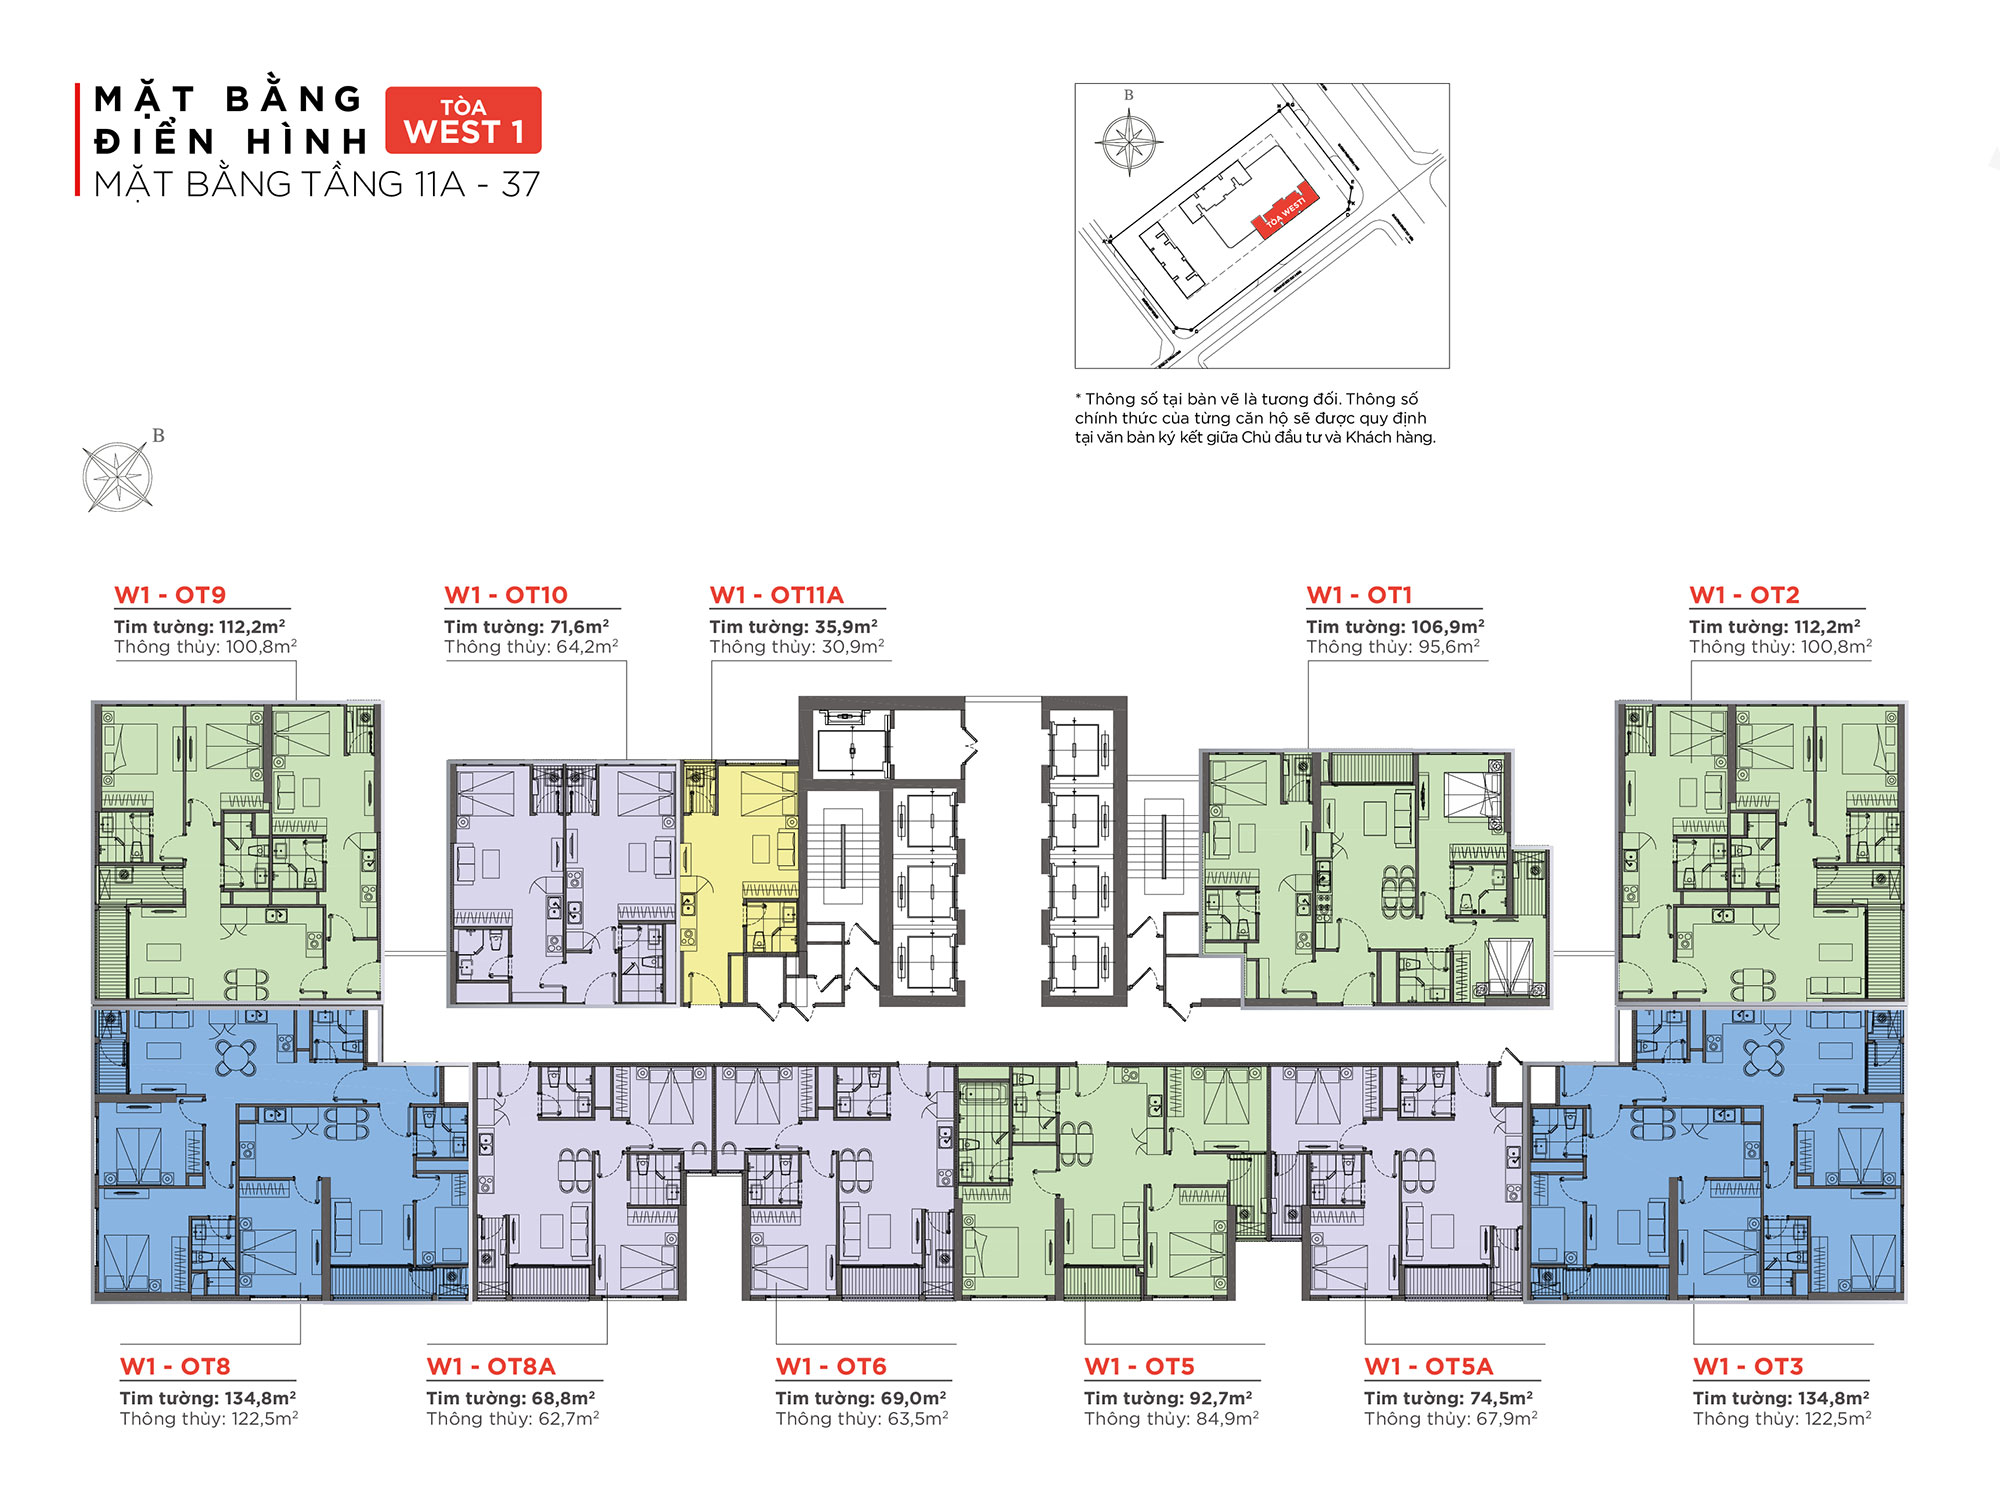 MẶT BẰNG
ĐIỂN HÌNH
TÒA
WEST 1
MẶT BẰNG TẦNG 11A - 37
B
TÒA WEST1
* Thông số tại bản vẽ là tương đối. Thông số
chính thức của từng căn hộ sẽ được quy định
tại văn bản ký kết giữa Chủ đầu tư và Khách hàng.
B
W1 - OT9
Tim tường: 112,2m²
Thông thủy: 100,8m²
W1 - OT10
Tim tường: 71,6m²
Thông thủy: 64,2m²
W1 - OT11A
Tim tường: 35,9m²
Thông thủy: 30,9m²
W1 - OT1
Tim tường: 106,9m²
Thông thủy: 95,6m²
W1 - OT2
Tim tường: 112,2m²
Thông thủy: 100,8m²
W1 - OT8
Tim tường: 134,8m²
Thông thủy: 122,5m²
W1 - OT8A
Tim tường: 68,8m²
Thông thủy: 62,7m²
W1 - OT6
Tim tường: 69,0m²
Thông thủy: 63,5m²
W1 - OT5
Tim tường: 92,7m²
Thông thủy: 84,9m²
W1 - OT5A
Tim tường: 74,5m²
Thông thủy: 67,9m²
W1 - OT3
Tim tường: 134,8m²
Thông thủy: 122,5m²